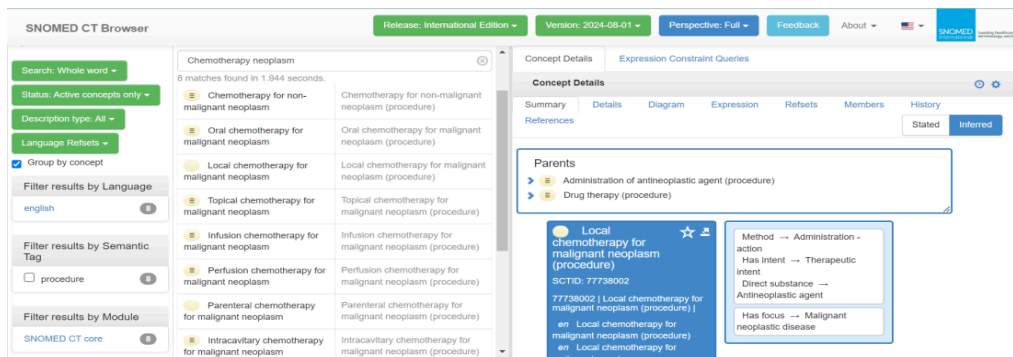 SNOMED CT Browser
Release: International Edition
Version: 2024-08-01
Perspective: Full
Feedback
About
SNOMED
International
Search: Whole word
Status: Active concepts only
Description type: All
Language Refsets
Group by concept
Filter results by Language
english 8
Filter results by Semantic
Tag
procedure 8
Filter results by Module
SNOMED CT core 8
Chemotherapy neoplasm
8 matches found in 1.944 seconds.
Chemotherapy for non-
malignant neoplasm
Chemotherapy for non-malignant
neoplasm (procedure)
Oral chemotherapy for
malignant neoplasm
Oral chemotherapy for malignant
neoplasm (procedure)
Local chemotherapy for
malignant neoplasm
Local chemotherapy for malignant
neoplasm (procedure)
Topical chemotherapy for
malignant neoplasm
Topical chemotherapy for
malignant neoplasm (procedure)
Infusion chemotherapy for
malignant neoplasm
Infusion chemotherapy for
malignant neoplasm (procedure)
Perfusion chemotherapy for
malignant neoplasm
Perfusion chemotherapy for
malignant neoplasm (procedure)
Parenteral chemotherapy
for malignant neoplasm
Parenteral chemotherapy for
malignant neoplasm (procedure)
Intracavitary chemotherapy
for malignant neoplasm
Intracavitary chemotherapy for
malignant neoplasm (procedure)
Concept Details
Expression Constraint Queries
Concept Details
Summary Details Diagram Expression Refsets Members History
References
Stated Inferred
Parents
Administration of antineoplastic agent (procedure)
Drug therapy (procedure)
Local
chemotherapy for
malignant neoplasm
(procedure)
SCTID: 77738002
77738002 | Local chemotherapy for
malignant neoplasm (procedure) |
en Local chemotherapy for
malignant neoplasm (procedure)
en Local chemotherapy for
Method → Administration -
action
Has intent → Therapeutic
intent
Direct substance →
Antineoplastic agent
Has focus → Malignant
neoplastic disease